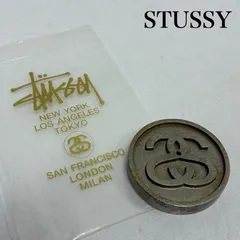 STUSSY
Stüssy
NEW YORK
LOS ANGELES
TOKYO
SAN FRANCISCO
LONDON
MILAN